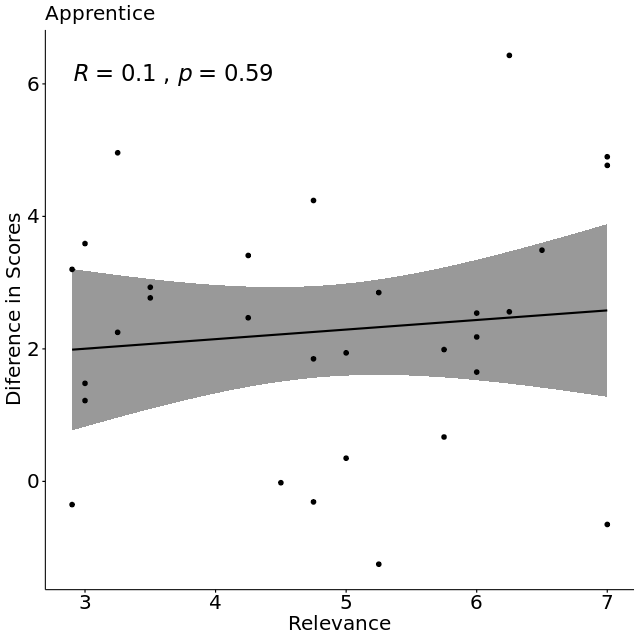 Apprentice
R = 0.1 , p = 0.59
6
4
2
0
Diference in Scores
3 4 5 6 7
Relevance